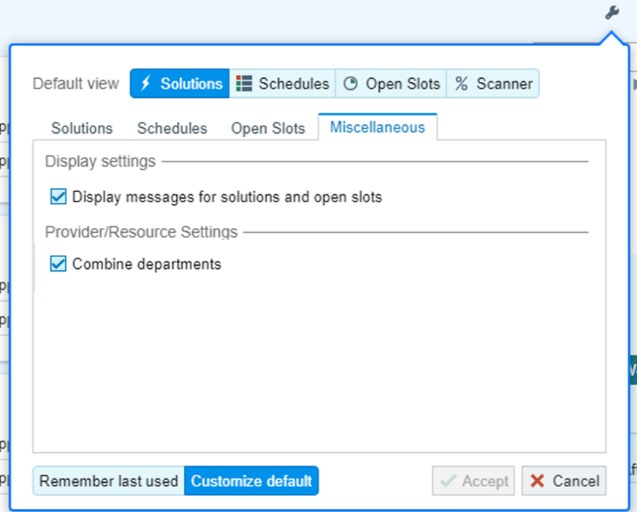 Default view Solutions Schedules Open Slots % Scanner
Solutions Schedules Open Slots Miscellaneous
Display settings
Display messages for solutions and open slots
Provider/Resource Settings
Combine departments
Remember last used Customize default Accept Cancel